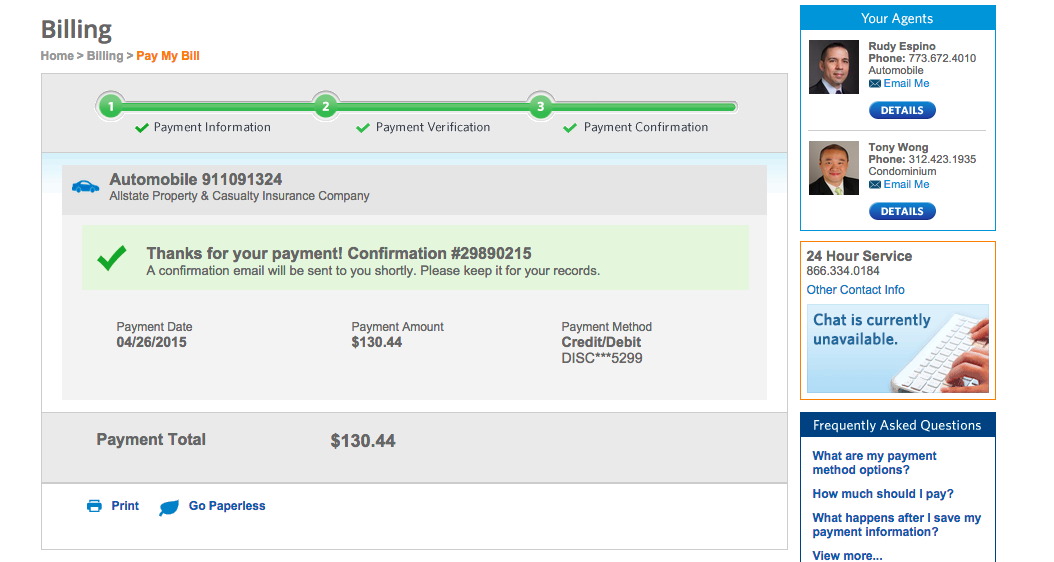 Billing
Home > Billing > Pay My Bill
1
2
3
Payment Information
Payment Verification
Payment Confirmation
Automobile 911091324
Allstate Property & Casualty Insurance Company
Thanks for your payment! Confirmation #29890215
A confirmation email will be sent to you shortly. Please keep it for your records.
Payment Date
04/26/2015
Payment Amount
$130.44
Payment Method
Credit/Debit
DISC***5299
Payment Total
$130.44
Print
Go Paperless
Your Agents
Rudy Espino
Phone: 773.672.4010
Automobile
Email Me
DETAILS
Tony Wong
Phone: 312.423.1935
Condominium
Email Me
DETAILS
24 Hour Service
866.334.0184
Other Contact Info
Chat is currently
unavailable.
Frequently Asked Questions
What are my payment
method options?
How much should I pay?
What happens after I save my
payment information?
View more...